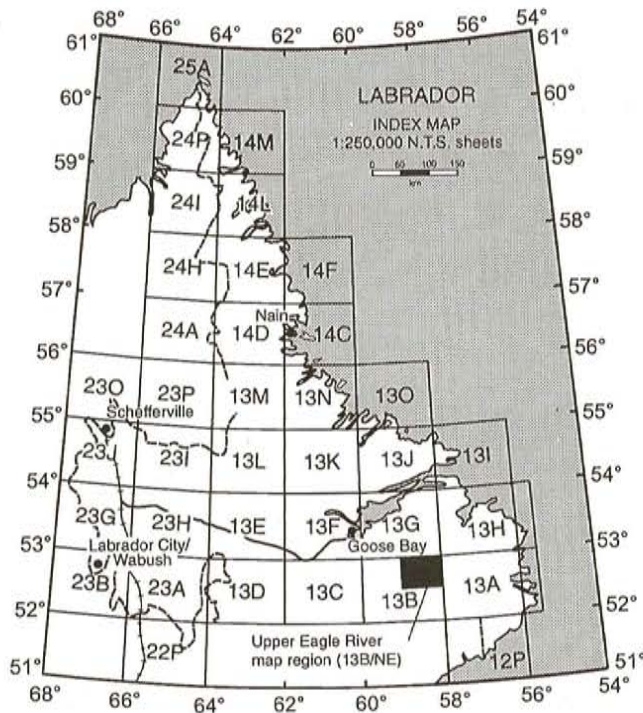 68° 66° 64° 62° 60° 58° 56° 54°
61° 61°
25A
60° LABRADOR 60°
INDEX MAP
24P 14M 1:250,000 N.T.S. sheets
59° 0 50 100 150 59°
km
24I 14L
58° 58°
24H 14E 14F
57° 57°
Nain
24A 14D 14C
56° 56°
23O 23P 13M 13N 13O
Schefferville
55° 55°
23J 23I 13L 13K 13J 13I
54° 54°
23G 23H 13E 13F 13G 13H
Goose Bay
53° Labrador City/ 53°
Wabush
23B 23A 13D 13C 13B 13A
52° 52°
Upper Eagle River
22P map region (13B/NE) 12P
51° 51°
68° 66° 64° 62° 60° 58° 56° 54°